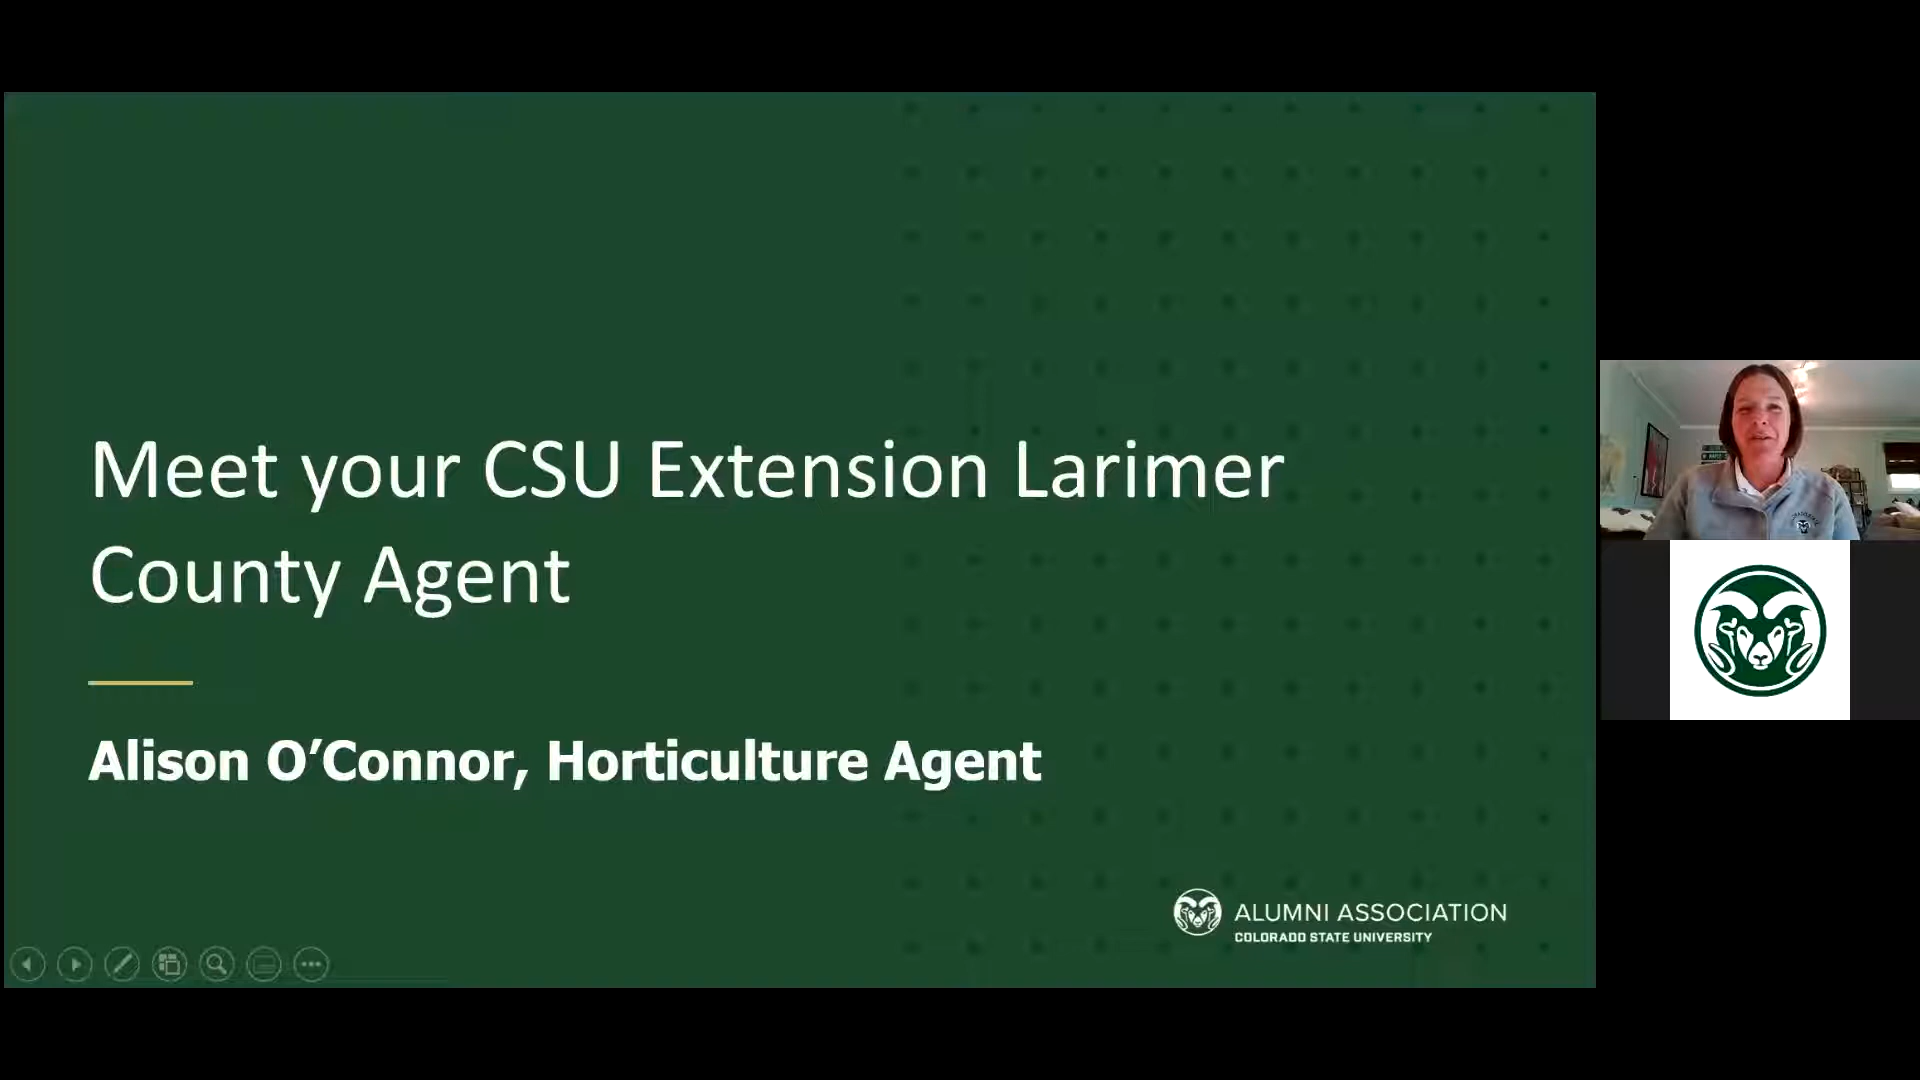 Meet your CSU Extension Larimer
County Agent
Alison O’Connor, Horticulture Agent
ALUMNI ASSOCIATION
COLORADO STATE UNIVERSITY